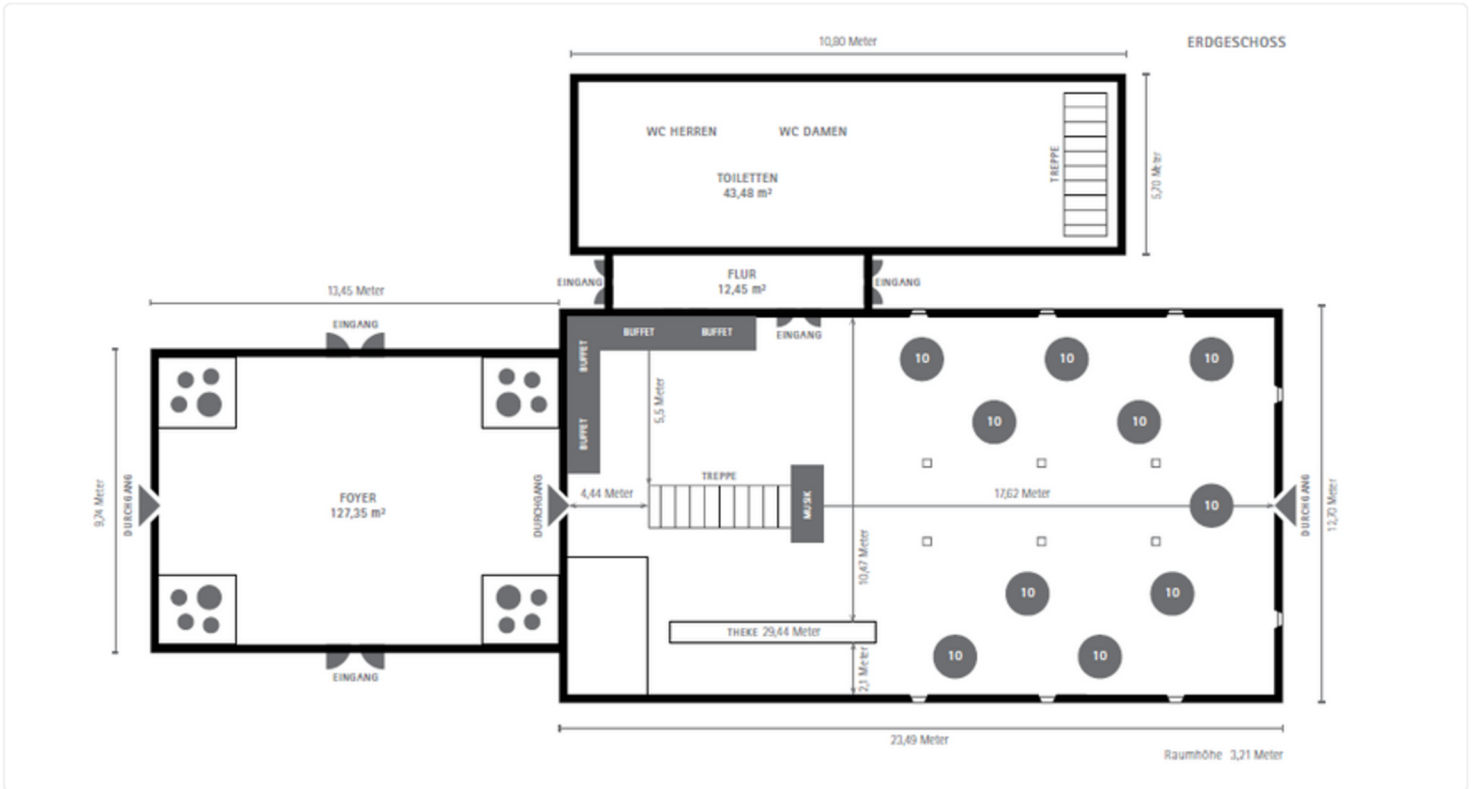 10,80 Meter
ERDGESCHOSS
WC HERREN
WC DAMEN
TOILETTEN
43,48 m²
TREPPE
5,70 Meter
EINGANG
FLUR
12,45 m²
EINGANG
13,45 Meter
EINGANG
BUFFET
BUFFET
EINGANG
BUFFET
BUFFET
5,5 Meter
10
10
10
10
10
9,74 Meter
DURCHGANG
FOYER
127,35 m²
DURCHGANG
4,44 Meter
TREPPE
MUSIK
17,62 Meter
10
DURCHGANG
12,70 Meter
10,47 Meter
10
10
THEKE 29,44 Meter
2,1 Meter
10
10
EINGANG
23,49 Meter
Raumhöhe 3,21 Meter